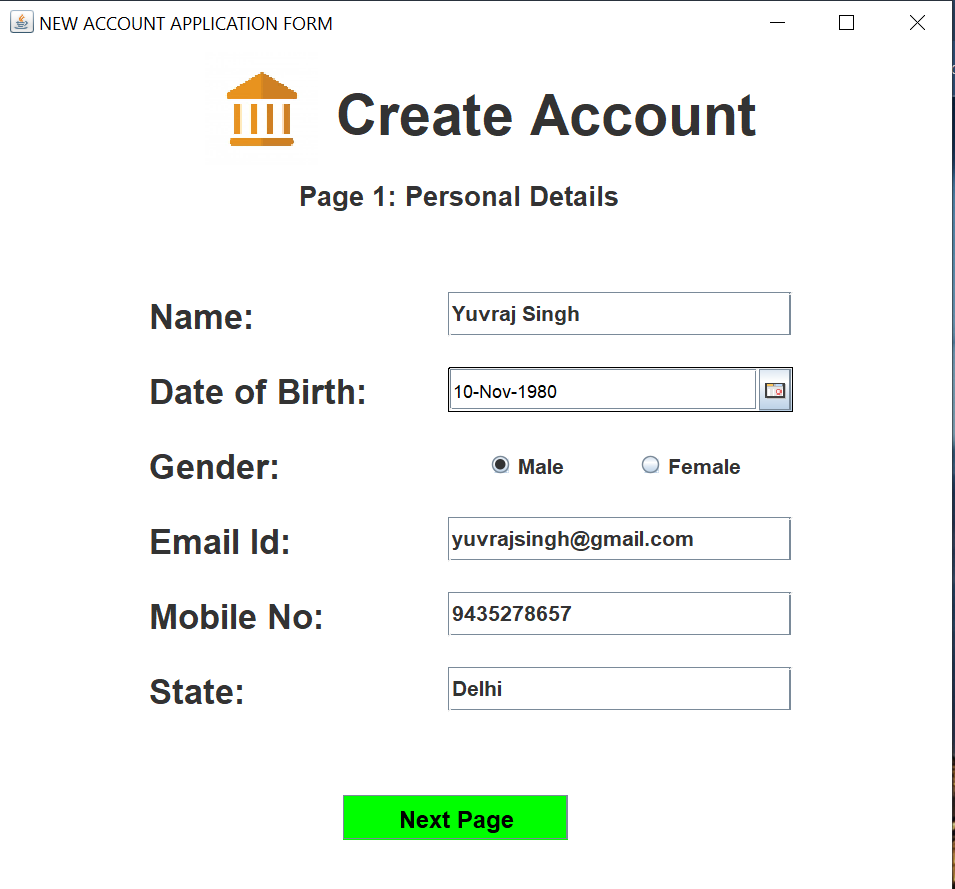 NEW ACCOUNT APPLICATION FORM
Create Account
Page 1: Personal Details
Name: Yuvraj Singh
Date of Birth: 10-Nov-1980
Gender: Male Female
Email Id: yuvrajsingh@gmail.com
Mobile No: 9435278657
State: Delhi
Next Page